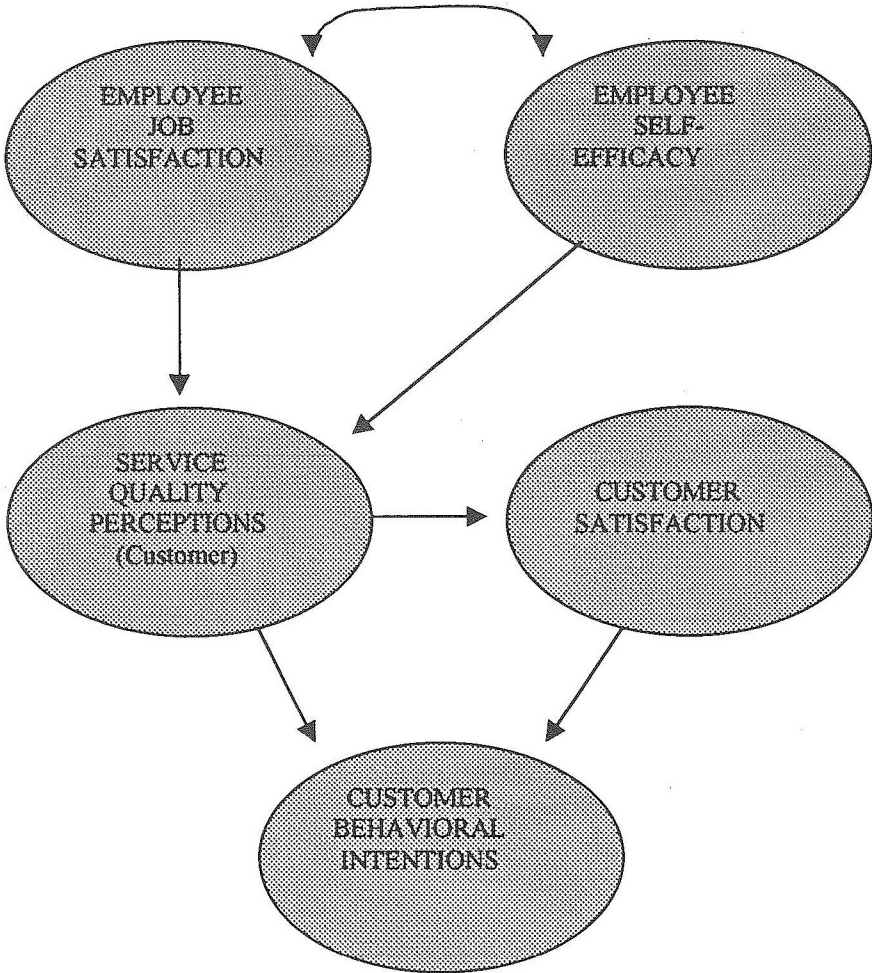 EMPLOYEE
JOB
SATISFACTION
EMPLOYEE
SELF-
EFFICACY
SERVICE
QUALITY
PERCEPTIONS
(Customer)
CUSTOMER
SATISFACTION
CUSTOMER
BEHAVIORAL
INTENTIONS